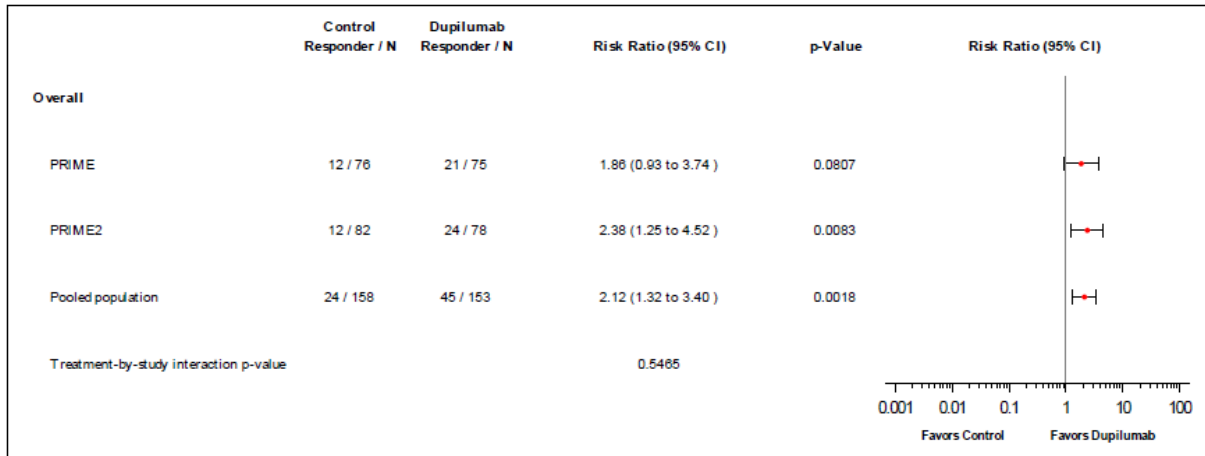 Control Dupilumab
Responder / N Responder / N Risk Ratio (95% CI) p-Value Risk Ratio (95% CI)
Overall
PRIME 12 / 76 21 / 75 1.86 (0.93 to 3.74 ) 0.0807
PRIME2 12 / 82 24 / 78 2.38 (1.25 to 4.52 ) 0.0083
Pooled population 24 / 158 45 / 153 2.12 (1.32 to 3.40 ) 0.0018
Treatment-by-study interaction p-value 0.5465
0.001 0.01 0.1 1 10 100
Favors Control Favors Dupilumab